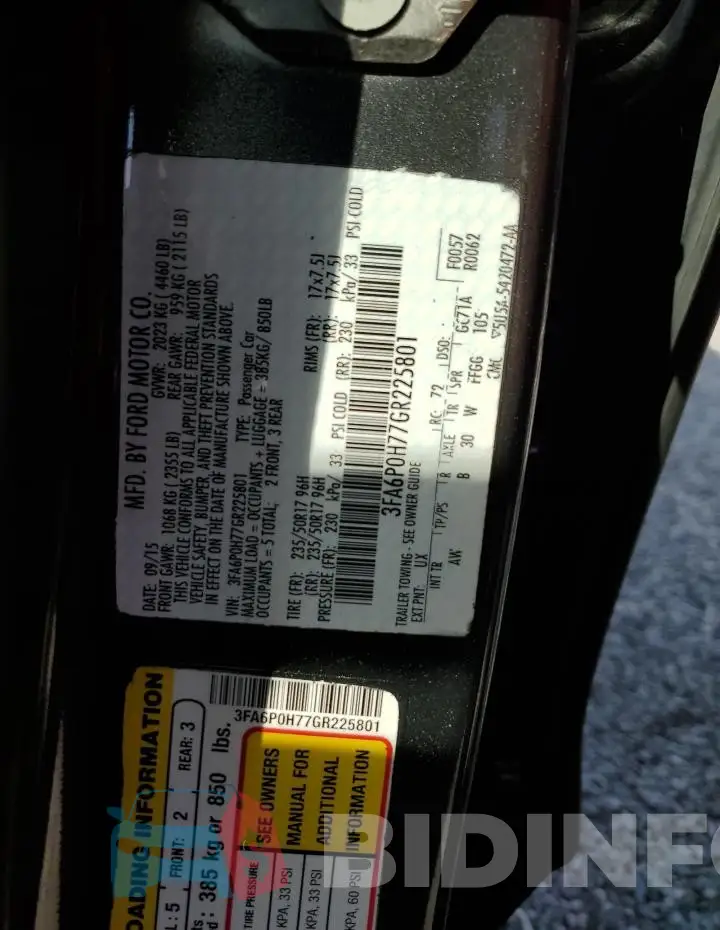 MFD. BY FORD MOTOR CO.
DATE: 09/15 GVWR: 2023 KG ( 4460 LB)
FRONT GAWR: 1068 KG ( 2355 LB) REAR GAWR: 959 KG ( 2115 LB)
THIS VEHICLE CONFORMS TO ALL APPLICABLE FEDERAL MOTOR
VEHICLE SAFETY, BUMPER, AND THEFT PREVENTION STANDARDS
IN EFFECT ON THE DATE OF MANUFACTURE SHOWN ABOVE.
VIN: 3FA6P0H77GR225801 TYPE: Passenger Car
MAXIMUM LOAD = OCCUPANTS + LUGGAGE = 385KG/ 850LB
OCCUPANTS = 5 TOTAL; 2 FRONT, 3 REAR
TIRE (FR): 235/50R17 96H RIMS (FR): 17x7.5J
(RR): 235/50R17 96H (RR): 17x7.5J
PRESSURE (FR): 230 kPa/ 33 PSI COLD (RR): 230 kPa/ 33 PSI COLD
3FA6P0H77GR225801
TRAILER TOWING - SEE OWNER GUIDE
EXT PNT: UX RC: 72 DSO: F0057
R0062
INT TR TP/PS R AXLE TR SPR GC71A
AW B 30 W FFGG 105
CMC ▽5U5A-5420472-AA
3FA6P0H77GR225801
OADING INFORMATION
L: 5 FRONT: 2 REAR: 3
: 385 kg or 850 lbs.
TIRE PRESSURE SEE OWNERS
KPA, 33 PSI MANUAL FOR
KPA, 33 PSI ADDITIONAL
KPA, 60 PSI INFORMATION
BIDINF